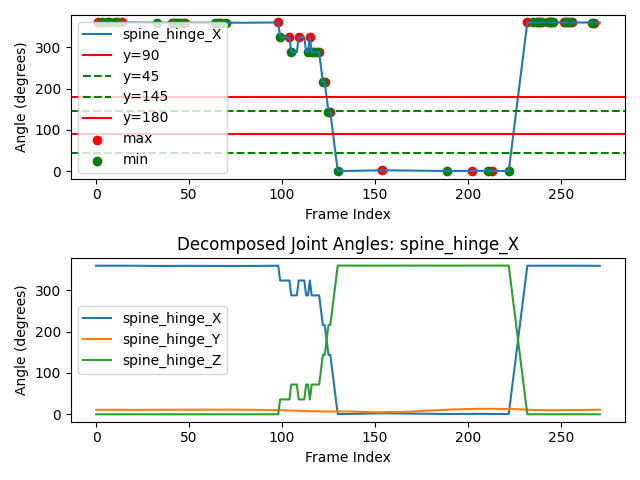 Angle (degrees)
300
200
100
0
spine_hinge_X
y=90
y=45
y=145
y=180
max
min
0 50 100 150 200 250
Frame Index
Decomposed Joint Angles: spine_hinge_X
Angle (degrees)
300
200
100
0
spine_hinge_X
spine_hinge_Y
spine_hinge_Z
0 50 100 150 200 250
Frame Index